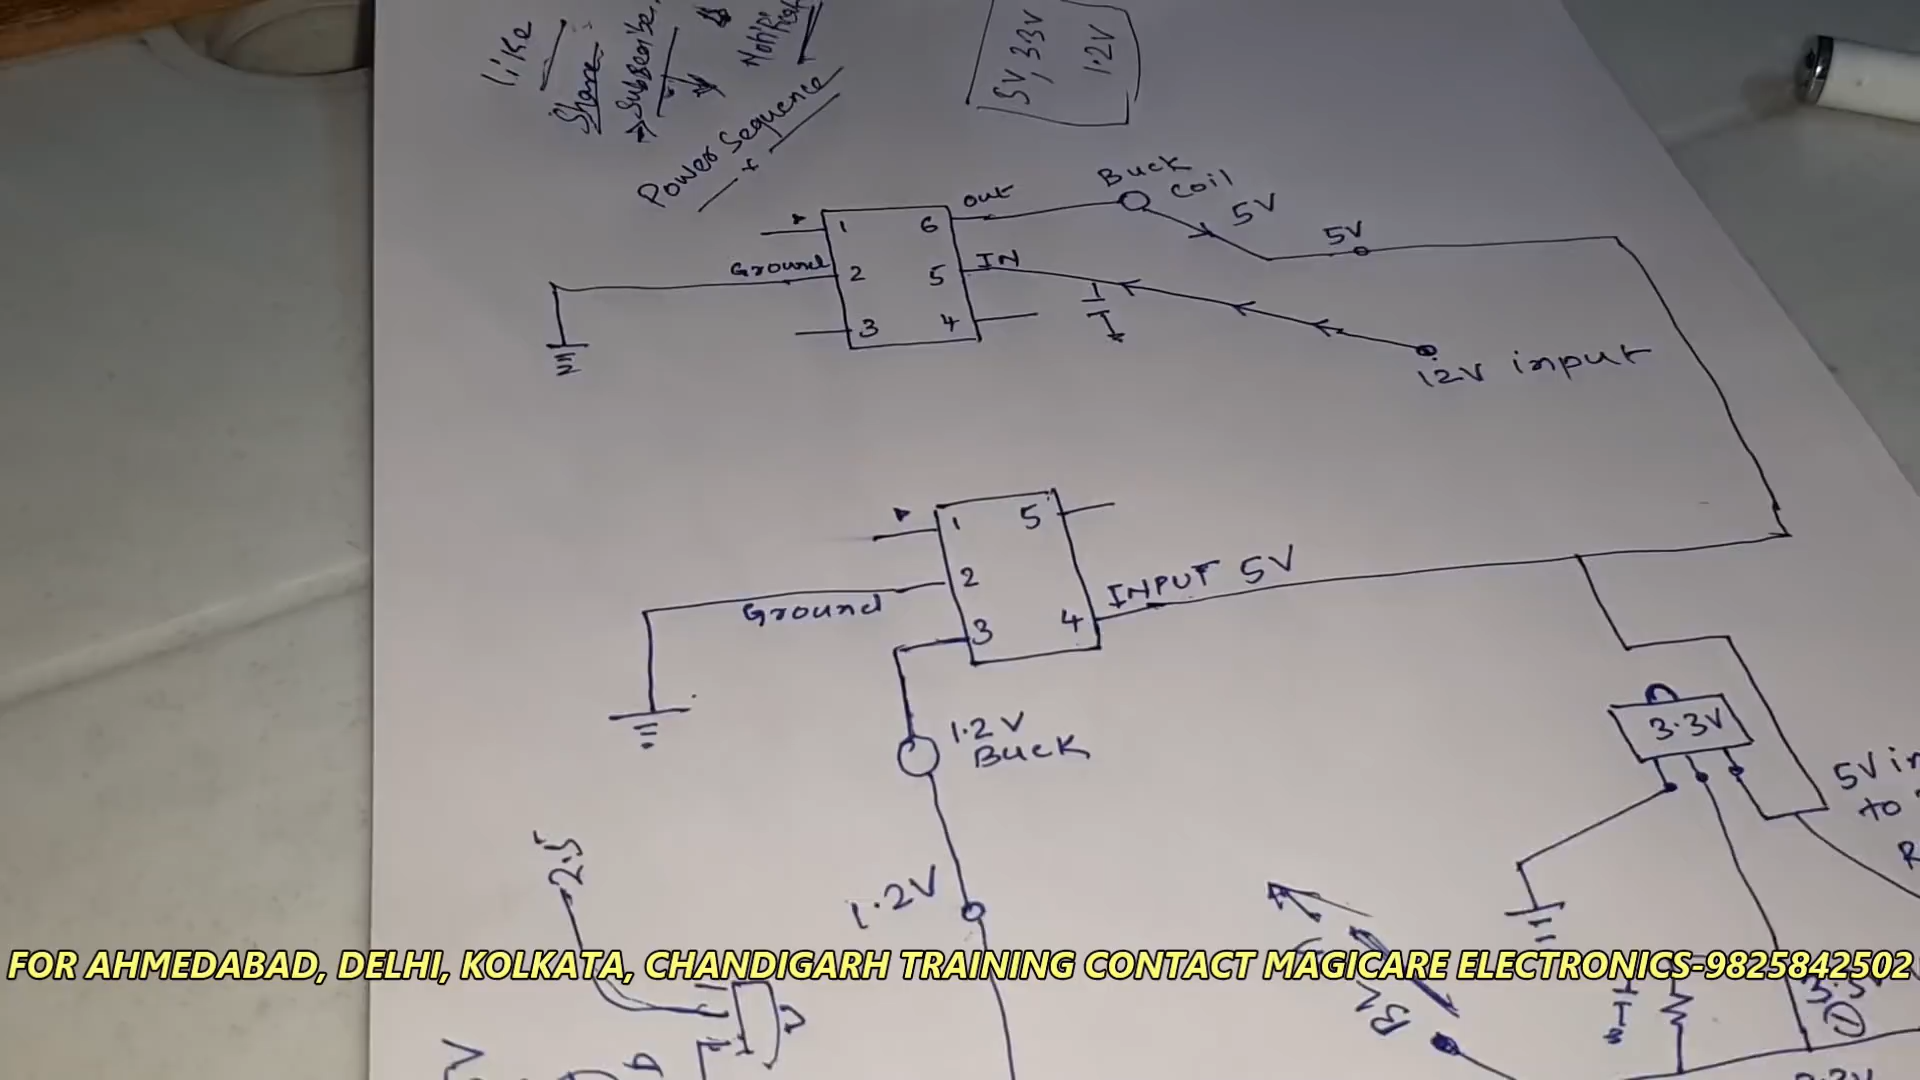 Like
Share
Subscribe
Power Sequence
5V, 3.3V
1.2V
Buck
coil
out
5V
5V
1 6
Ground
2 5
IN
3 4
12V input
1 5
2
Ground
3 4
INPUT 5V
1.2V
Buck
3.3V
5V in
to
R
1.2V
2.5
FOR AHMEDABAD, DELHI, KOLKATA, CHANDIGARH TRAINING CONTACT MAGICARE ELECTRONICS-9825842502
BL